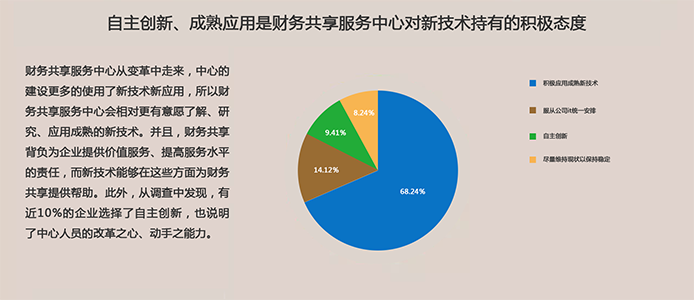 自主创新、成熟应用是财务共享服务中心对新技术持有的积极态度
财务共享服务中心从变革中走来，中心的
建设更多的使用了新技术新应用，所以财
务共享服务中心会相对更有意愿了解、研
究、应用成熟的新技术。并且，财务共享
背负为企业提供价值服务、提高服务水平
的责任，而新技术能够在这些方面为财务
共享提供帮助。此外，从调查中发现，有
近10%的企业选择了自主创新，也说明
了中心人员的改革之心、动手之能力。
8.24%
9.41%
14.12%
68.24%
积极应用成熟新技术
服从公司it统一安排
自主创新
尽量维持现状以保持稳定